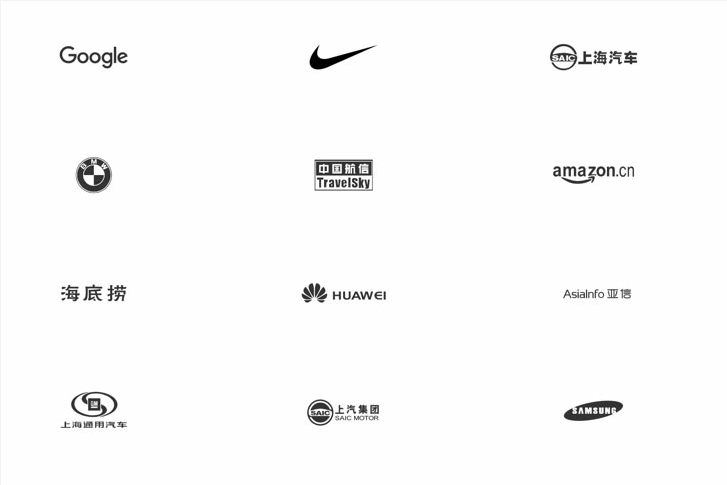 Google
SAIC 上海汽车
BMW
中国航信
TravelSky
amazon.cn
海底捞
HUAWEI
AsiaInfo 亚信
GM
上海通用汽车
SAIC 上汽集团
SAIC MOTOR
SAMSUNG